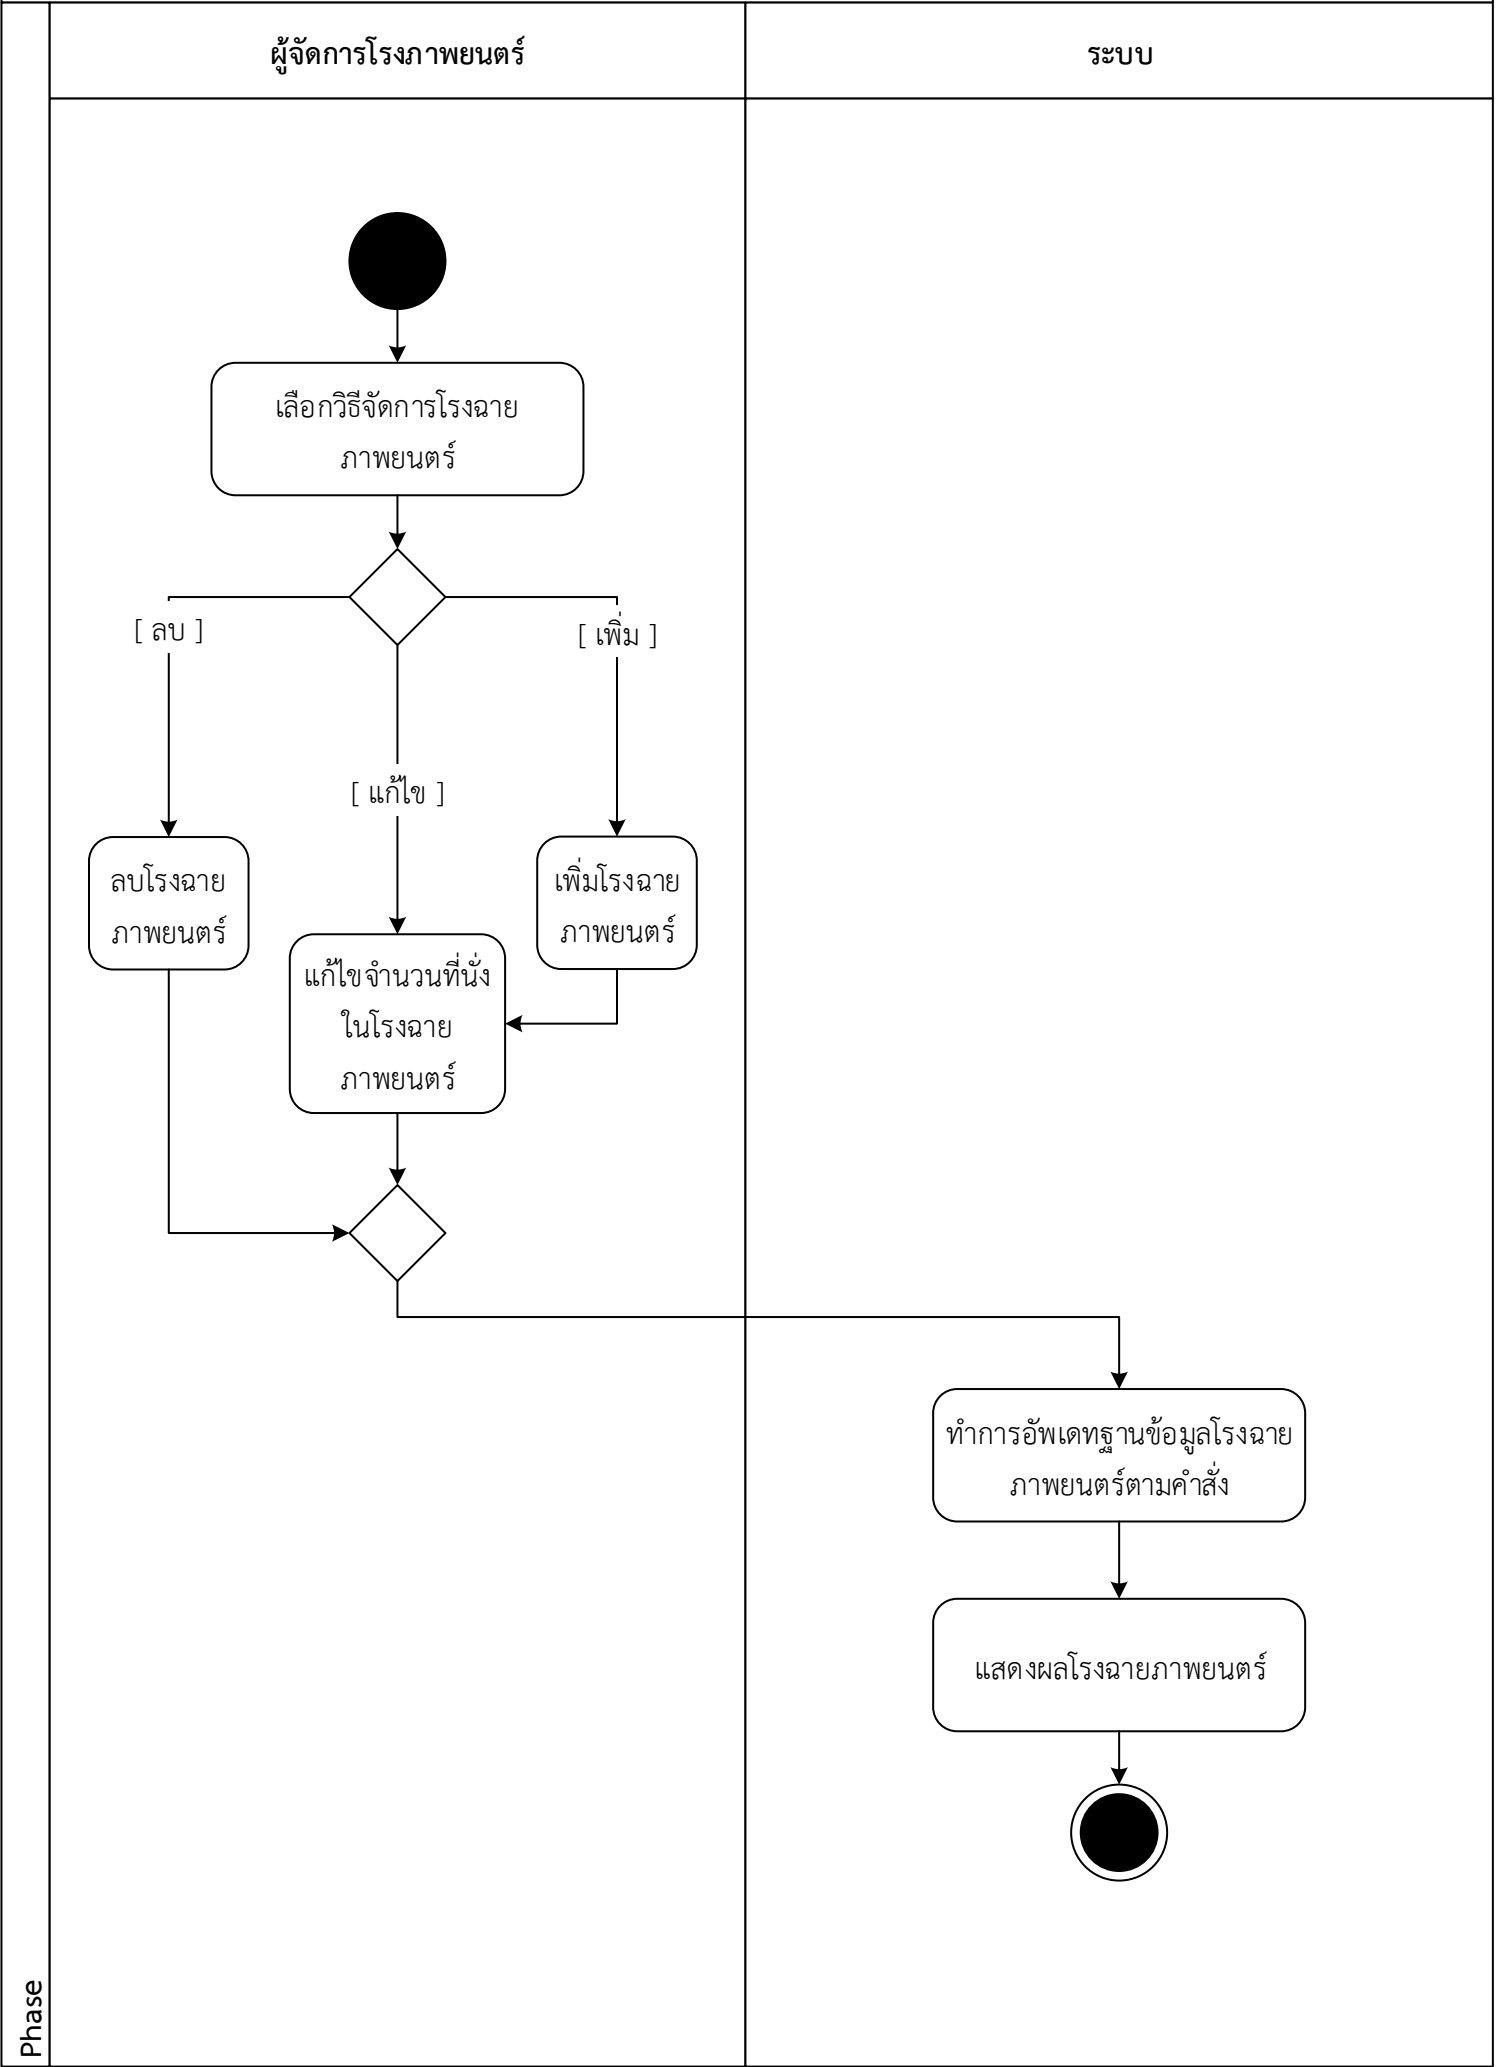 ผู้จัดการโรงภาพยนตร์
ระบบ
เลือกวิธีจัดการโรงฉาย
ภาพยนตร์
[ ลบ ]
[ เพิ่ม ]
[ แก้ไข ]
ลบโรงฉาย
ภาพยนตร์
เพิ่มโรงฉาย
ภาพยนตร์
แก้ไขจำนวนที่นั่ง
ในโรงฉาย
ภาพยนตร์
ทำการอัพเดทฐานข้อมูลโรงฉาย
ภาพยนตร์ตามคำสั่ง
แสดงผลโรงฉายภาพยนตร์
Phase